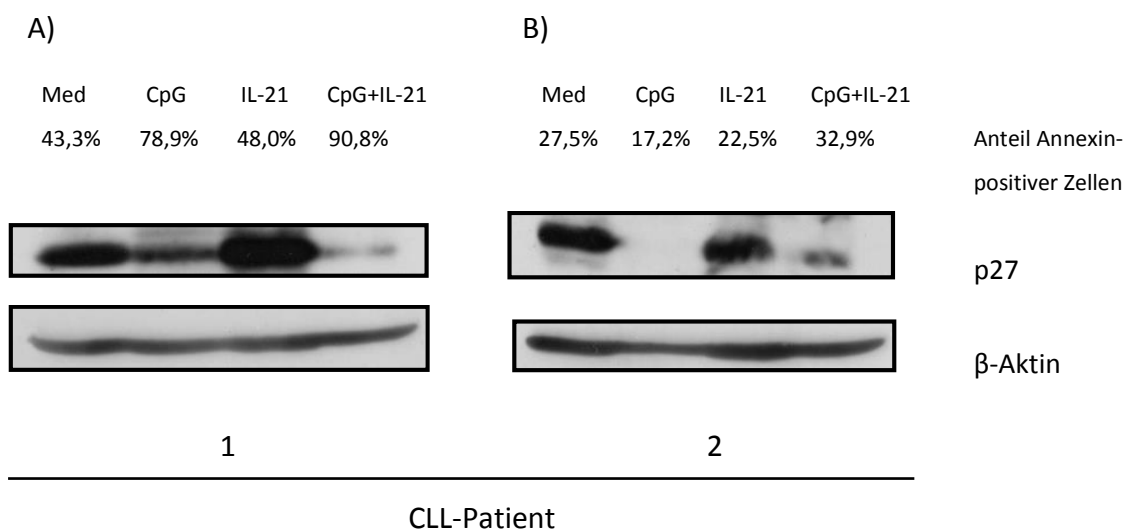 A) B)
Med CpG IL-21 CpG+IL-21 Med CpG IL-21 CpG+IL-21
43,3% 78,9% 48,0% 90,8% 27,5% 17,2% 22,5% 32,9% Anteil Annexin-
positiver Zellen
p27
β-Aktin
1 2
CLL-Patient